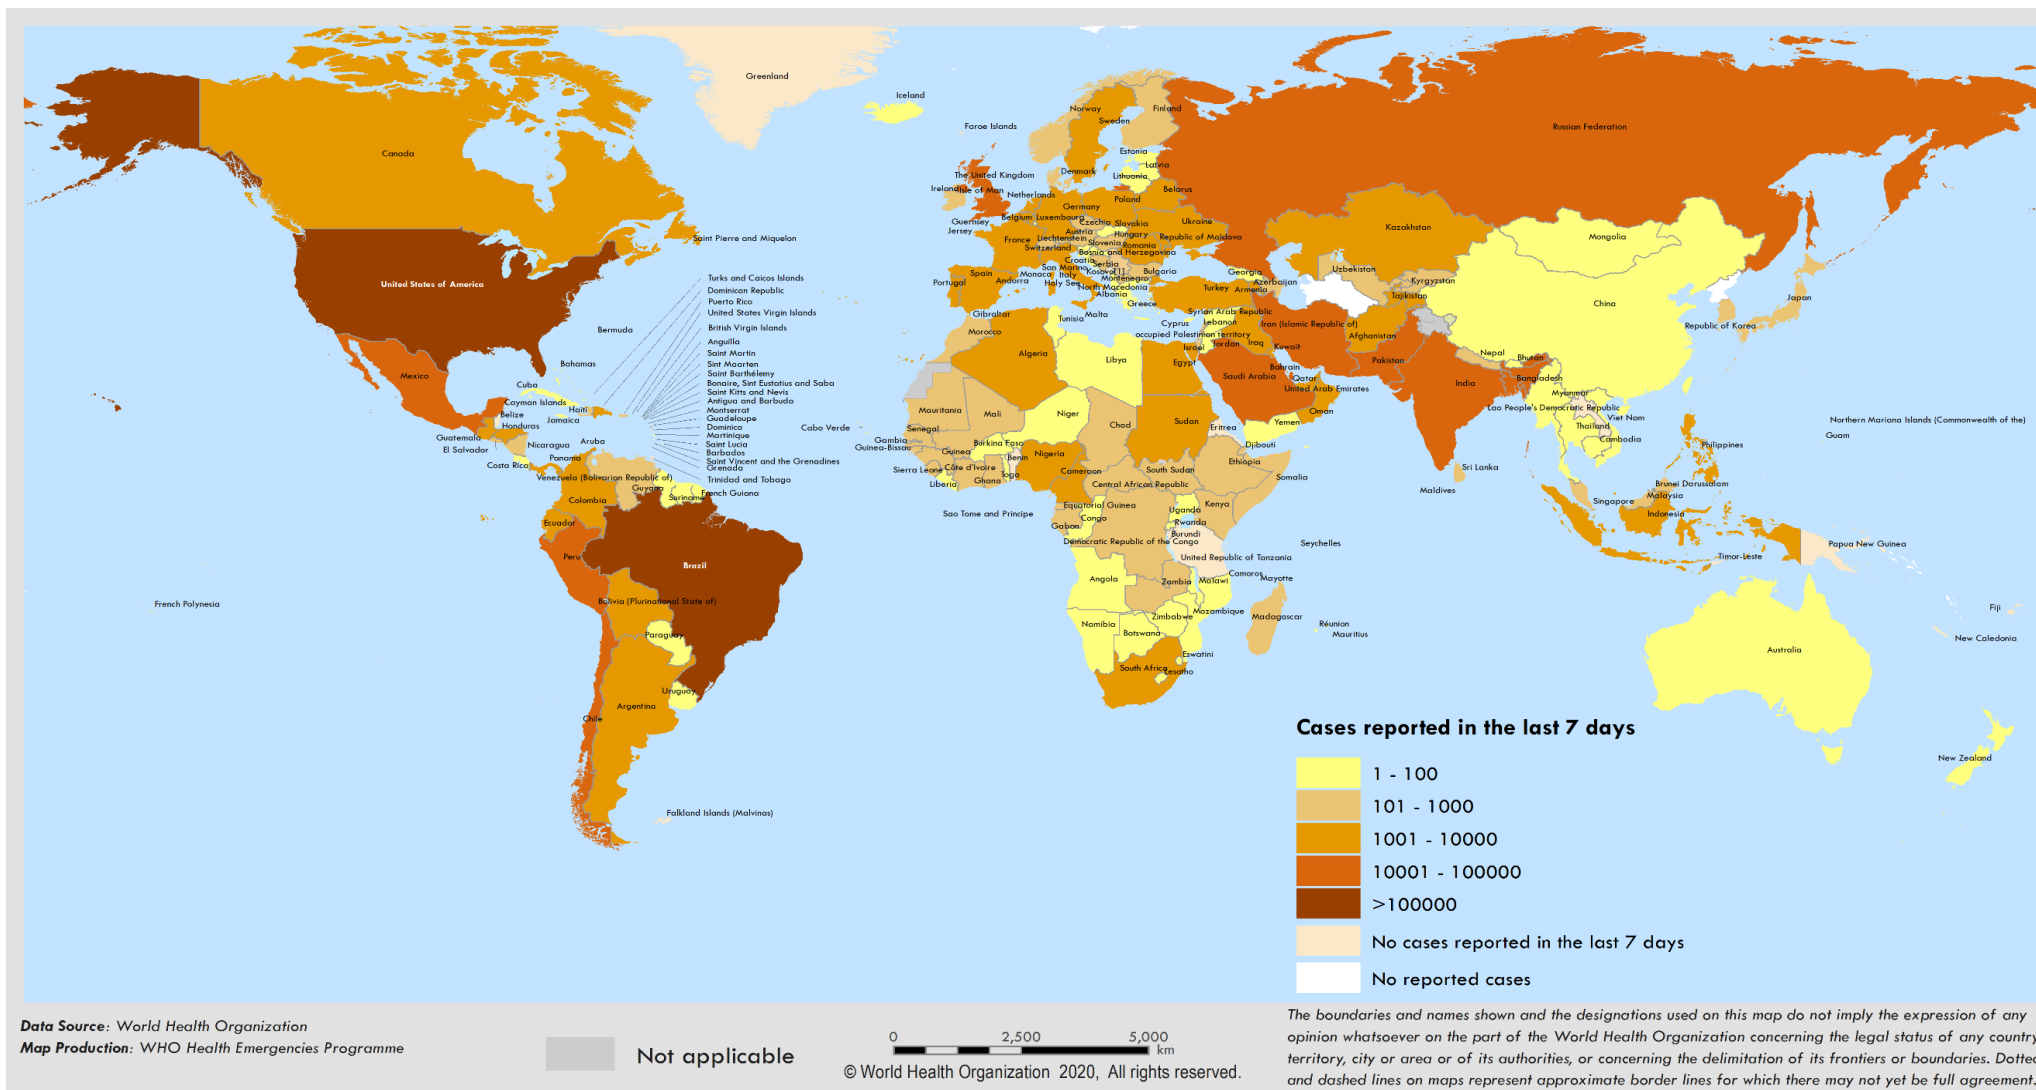 Greenland
Iceland
Faroe Islands
Norway
Sweden
Finland
Russian Federation
Canada
Estonia
Latvia
Lithuania
Denmark
The United Kingdom
Ireland
Isle of Man
Netherlands
Belarus
Poland
Germany
Guernsey
Jersey
Belgium
Luxembourg
Czechia
Slovakia
Ukraine
Austria
Hungary
Republic of Moldova
France
Liechtenstein
Switzerland
Slovenia
Romania
Bosnia and Herzegovina
Croatia
Serbia
San Marino
Italy
Kosovo[1]
Bulgaria
Montenegro
Spain
Monaco
Andorra
Holy See
North Macedonia
Albania
Portugal
Greece
Gibraltar
Malta
Tunisia
Kazakhstan
Mongolia
Uzbekistan
Kyrgyzstan
Georgia
Azerbaijan
Turkey
Armenia
Tajikistan
China
Japan
Republic of Korea
Saint Pierre and Miquelon
United States of America
Turks and Caicos Islands
Dominican Republic
Puerto Rico
United States Virgin Islands
British Virgin Islands
Anguilla
Saint Martin
Sint Maarten
Saint Barthélemy
Bonaire, Sint Eustatius and Saba
Saint Kitts and Nevis
Antigua and Barbuda
Montserrat
Guadeloupe
Dominica
Martinique
Saint Lucia
Barbados
Saint Vincent and the Grenadines
Grenada
Trinidad and Tobago
Bermuda
Bahamas
Mexico
Cuba
Cayman Islands
Haiti
Jamaica
Belize
Honduras
Guatemala
El Salvador
Nicaragua
Aruba
Costa Rica
Panama
Venezuela (Bolivarian Republic of)
Guyana
Suriname
French Guiana
Colombia
Ecuador
Peru
Brazil
Bolivia (Plurinational State of)
Paraguay
Uruguay
Argentina
Chile
Falkland Islands (Malvinas)
French Polynesia
Cyprus
Syrian Arab Republic
Lebanon
occupied Palestinian territory
Israel
Jordan
Iraq
Iran (Islamic Republic of)
Kuwait
Afghanistan
Pakistan
Bahrain
Qatar
Saudi Arabia
United Arab Emirates
Oman
Yemen
Nepal
Bhutan
India
Bangladesh
Myanmar
Lao People's Democratic Republic
Viet Nam
Thailand
Cambodia
Philippines
Northern Mariana Islands (Commonwealth of the)
Guam
Sri Lanka
Maldives
Brunei Darussalam
Malaysia
Singapore
Indonesia
Timor-Leste
Papua New Guinea
Fiji
New Caledonia
Australia
New Zealand
Morocco
Algeria
Libya
Egypt
Mauritania
Mali
Niger
Chad
Sudan
Eritrea
Djibouti
Cabo Verde
Senegal
Gambia
Guinea-Bissau
Guinea
Burkina Faso
Benin
Nigeria
Sierra Leone
Côte d'Ivoire
Togo
Ghana
Liberia
Cameroon
Central African Republic
South Sudan
Ethiopia
Somalia
Sao Tome and Principe
Equatorial Guinea
Gabon
Congo
Uganda
Kenya
Rwanda
Burundi
Democratic Republic of the Congo
United Republic of Tanzania
Seychelles
Angola
Zambia
Malawi
Comoros
Mayotte
Mozambique
Madagascar
Zimbabwe
Namibia
Botswana
Réunion
Mauritius
Eswatini
South Africa
Lesotho
Cases reported in the last 7 days
1 - 100
101 - 1000
1001 - 10000
10001 - 100000
>100000
No cases reported in the last 7 days
No reported cases
Data Source: World Health Organization
Map Production: WHO Health Emergencies Programme
Not applicable
0 2,500 5,000
km
© World Health Organization 2020, All rights reserved.
The boundaries and names shown and the designations used on this map do not imply the expression of any
opinion whatsoever on the part of the World Health Organization concerning the legal status of any country
territory, city or area or of its authorities, or concerning the delimitation of its frontiers or boundaries. Dotted
and dashed lines on maps represent approximate border lines for which there may not yet be full agreement.